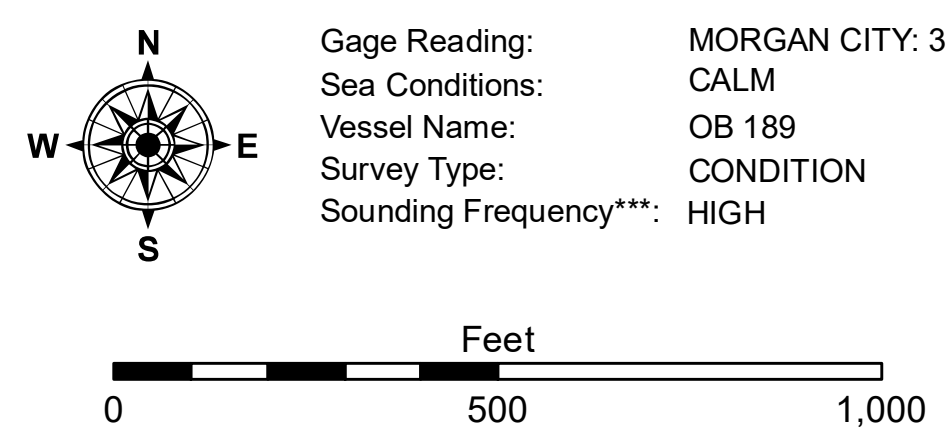 N
W E
S
Gage Reading: MORGAN CITY: 3
Sea Conditions: CALM
Vessel Name: OB 189
Survey Type: CONDITION
Sounding Frequency***: HIGH
Feet
0 500 1,000